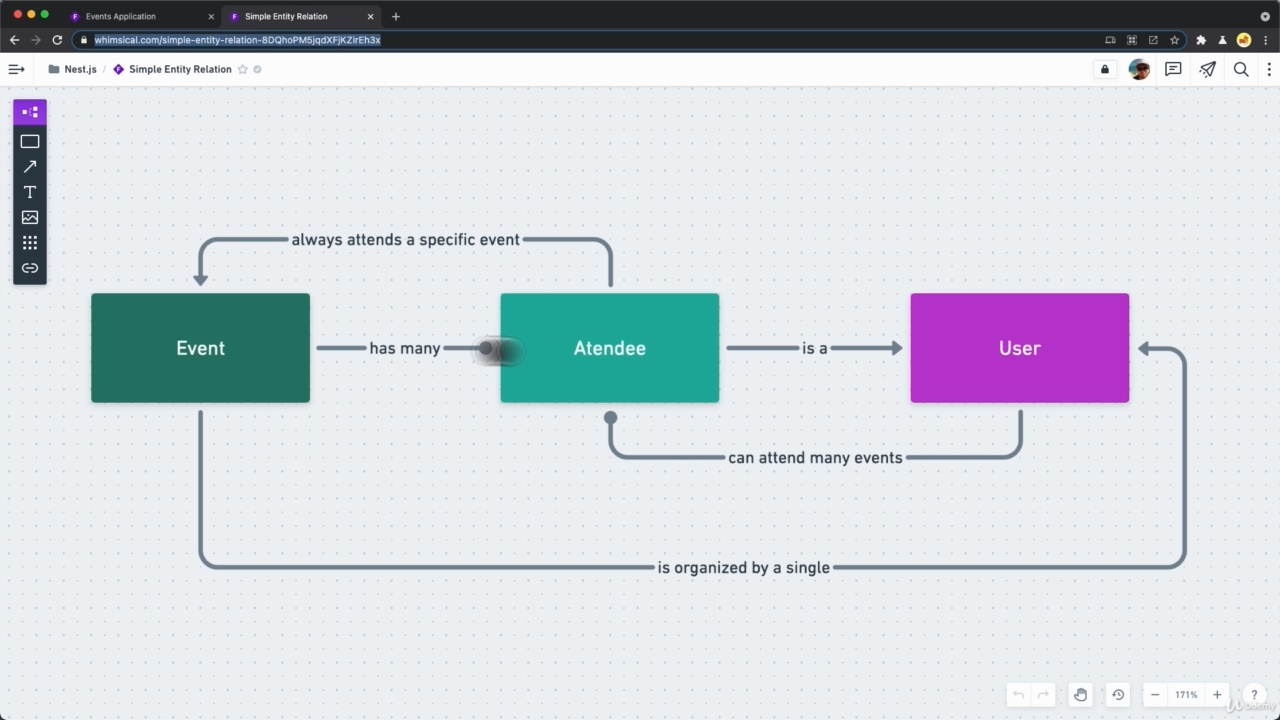 Events Application
Simple Entity Relation
whimsical.com/simple-entity-relation-8DQhoPM5jqdXFjKZirEh3x
Nest.js / Simple Entity Relation
T
always attends a specific event
Event
has many
Atendee
is a
User
can attend many events
is organized by a single
171%
?
Udemy